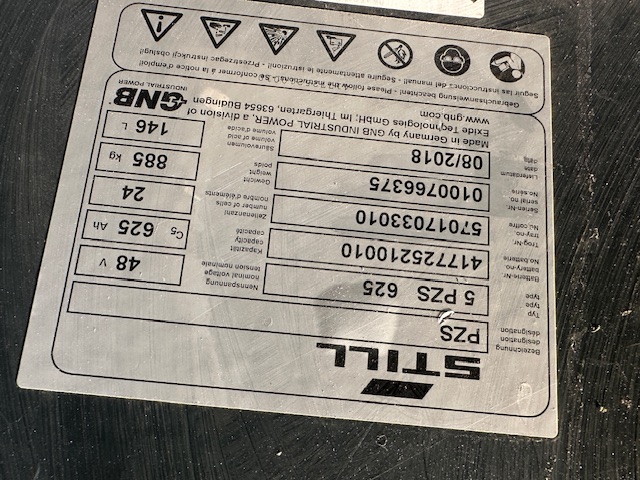 STILL
Bezeichnung
designation
désignation
PZS
Typ
type
type
5 PZS 625
Nennspannung
nominal voltage
tension nominale
48 V
Batterie-Nr
battery-no.
No.batterie
417725210010
Kapazität
capacity
capacité
C5 625 Ah
Trog-Nr.
tray-no.
No. coffre
57017033010
Zellenanzahl
number of cells
nombre d'éléments
24
Serien-Nr
serial no.
No.série
0100766375
Gewicht
weight
poids
885 kg
Lieferdatum
date
date
08/2018
Säurevolumen
volume of acid
volume d'acide
146 L
Exide Technologies GmbH; Im Thiergarten, 63654 Büdingen
Made in Germany by GNB INDUSTRIAL POWER, a division of
www.gnb.com
GNB
INDUSTRIAL POWER
Gebrauchsanweisung beachten! - Please follow the instructions! - Se conformer à la notice d'emploi!
Seguir las instrucciones del manual! - Seguire attentamente le istruzioni! - Przestrzegać instrukcji obsługi!